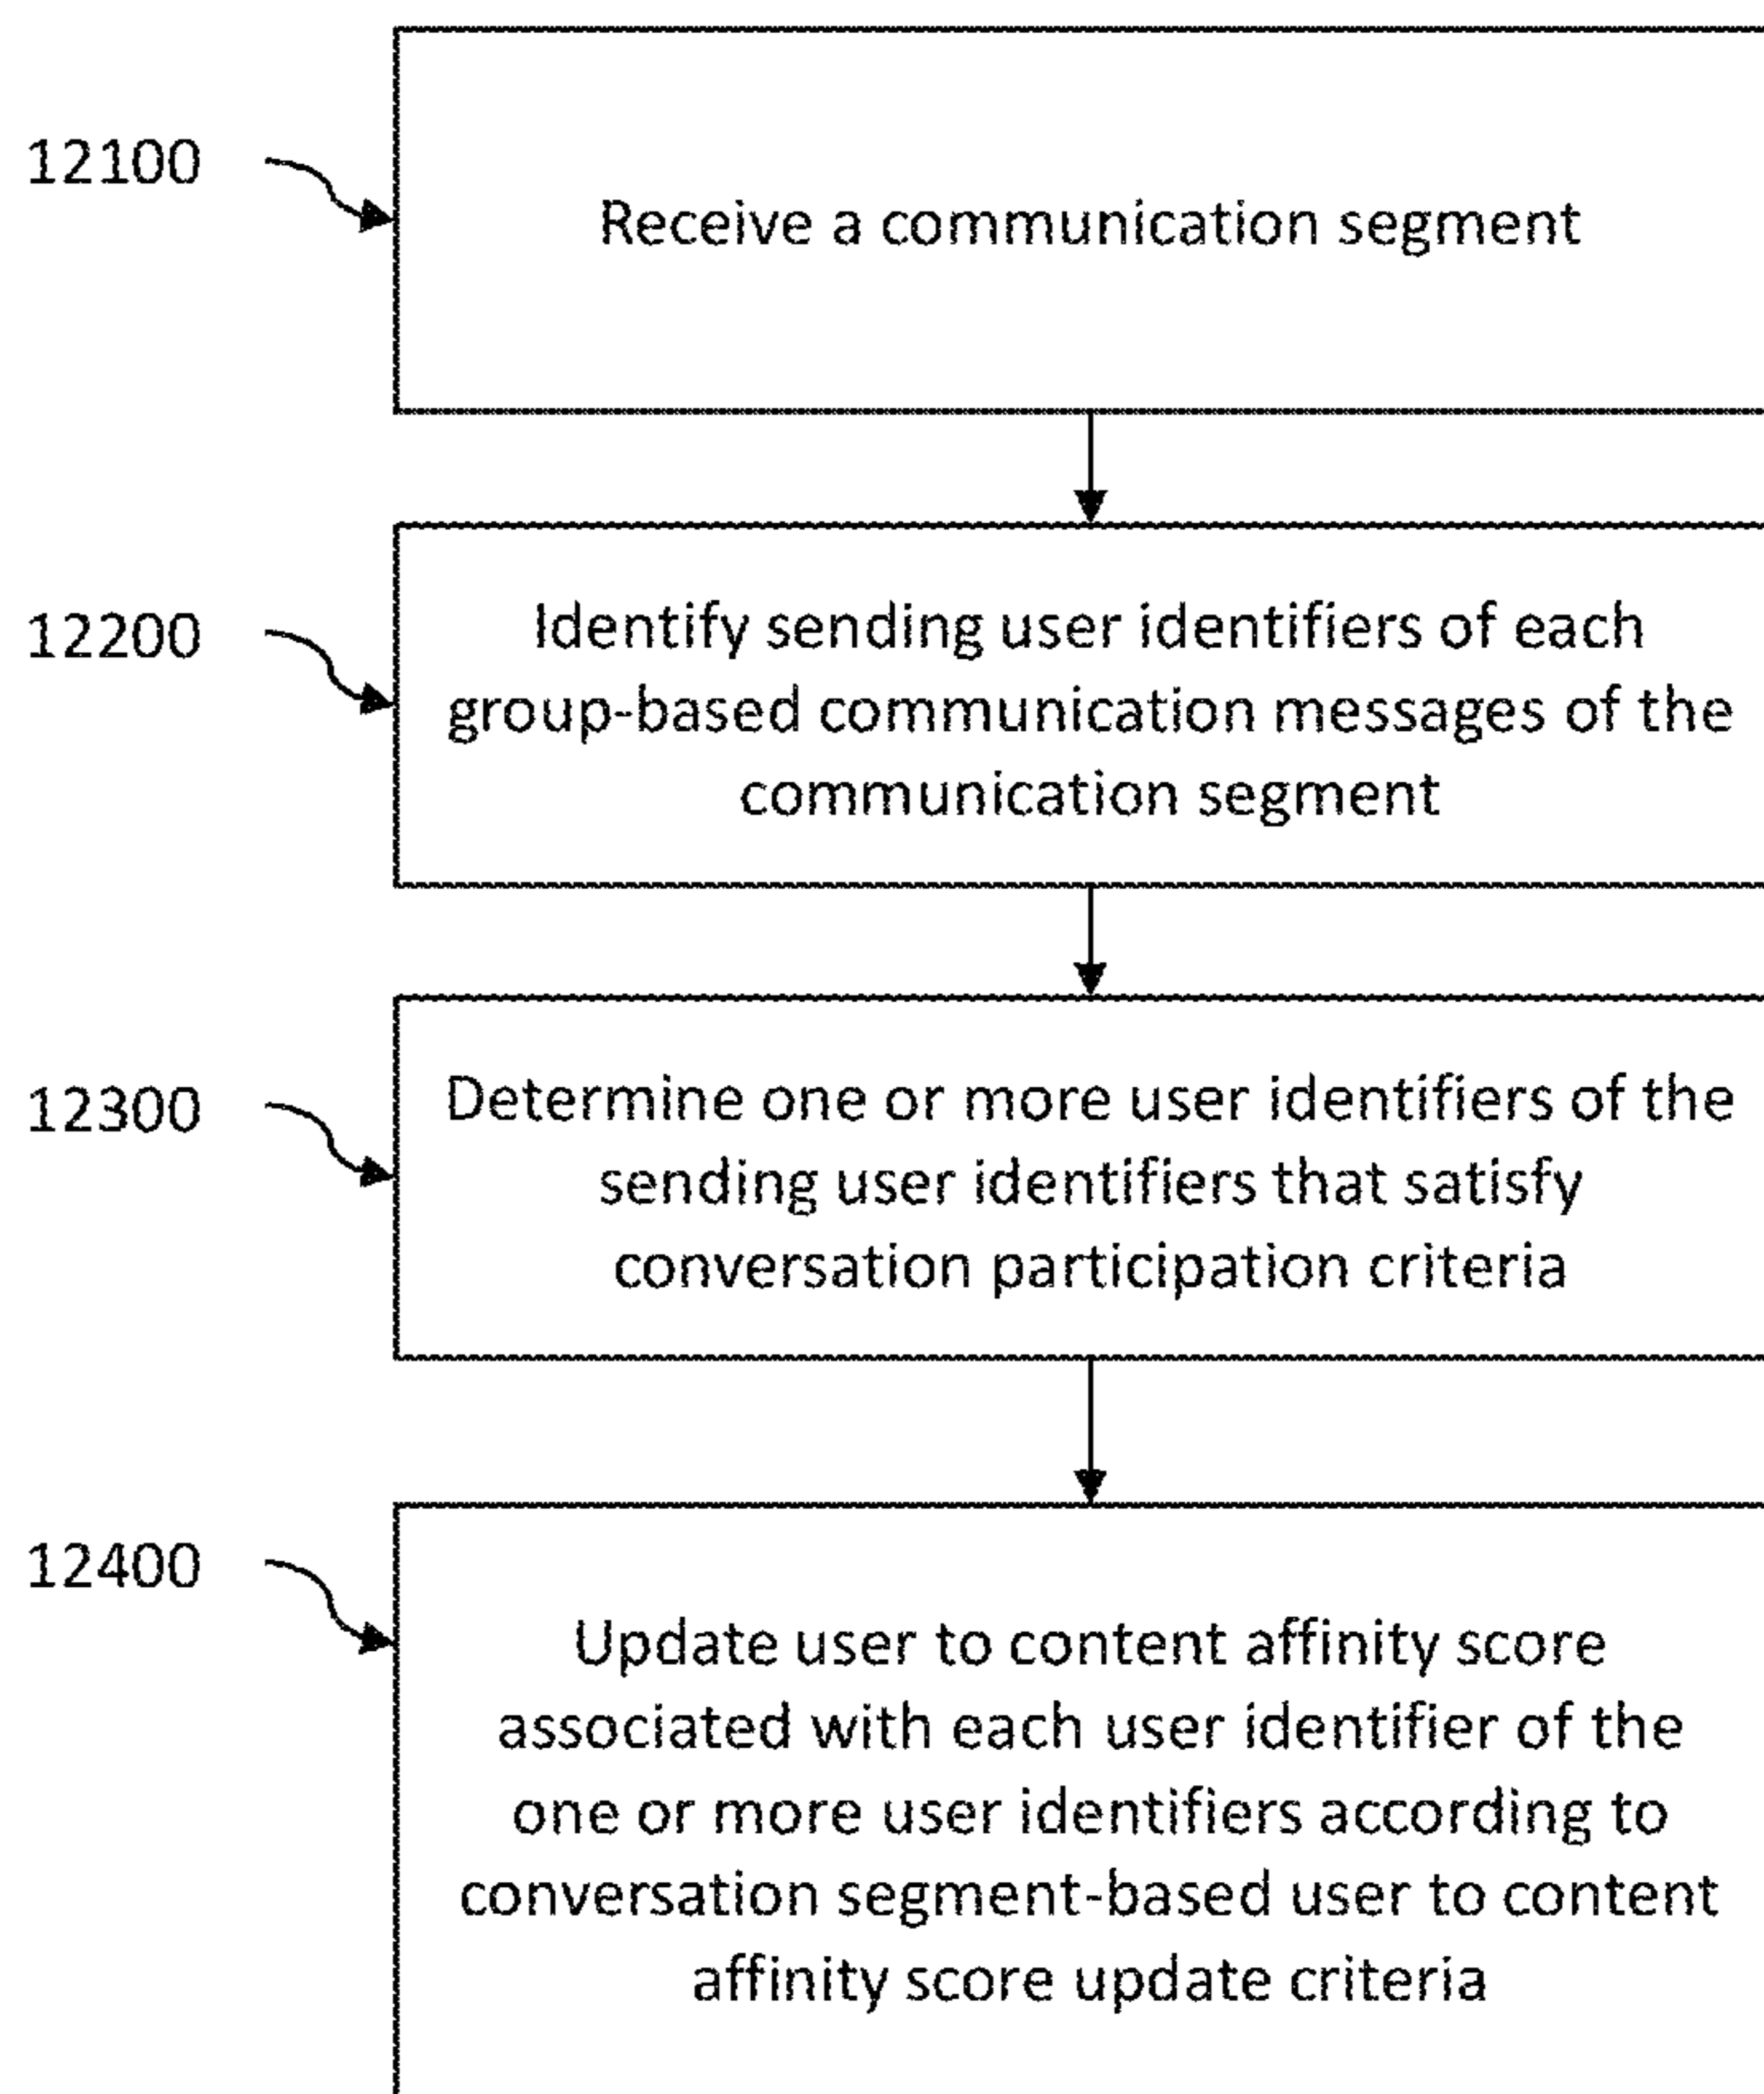 12100
Receive a communication segment
12200
Identify sending user identifiers of each
group-based communication messages of the
communication segment
12300
Determine one or more user identifiers of the
sending user identifiers that satisfy
conversation participation criteria
12400
Update user to content affinity score
associated with each user identifier of the
one or more user identifiers according to
conversation segment-based user to content
affinity score update criteria